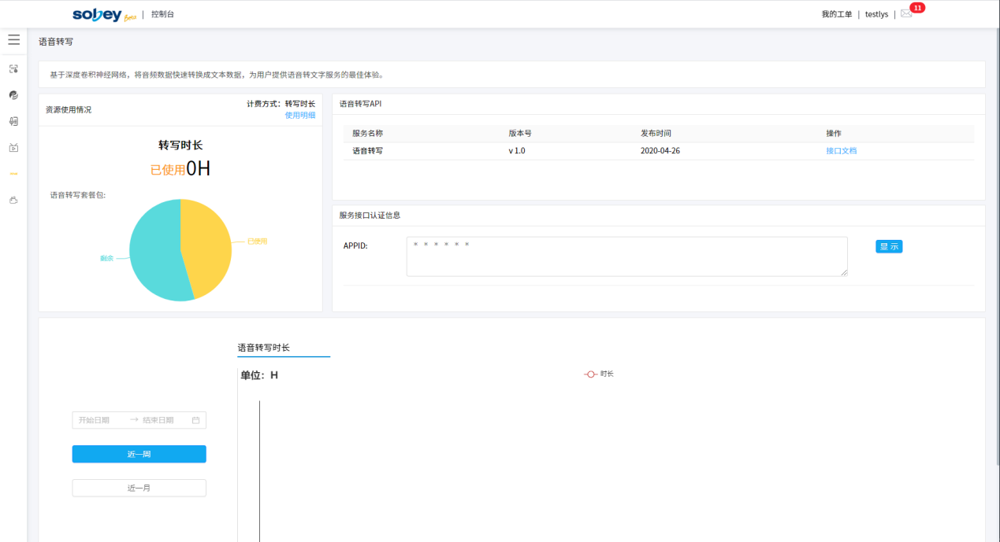 sobey Beta | 控制台
我的工单 | testlys | 11
语音转写
基于深度卷积神经网络，将音频数据快速转换成文本数据，为用户提供语音转文字服务的最佳体验。
资源使用情况
计费方式：转写时长
使用明细
转写时长
已使用0H
语音转写套餐包:
已使用
剩余
语音转写API
服务名称 版本号 发布时间 操作
语音转写 v 1.0 2020-04-26 接口文档
服务接口认证信息
APPID: * * * * * * 显 示
语音转写时长
单位：H
时长
开始日期 → 结束日期
近一周
近一月